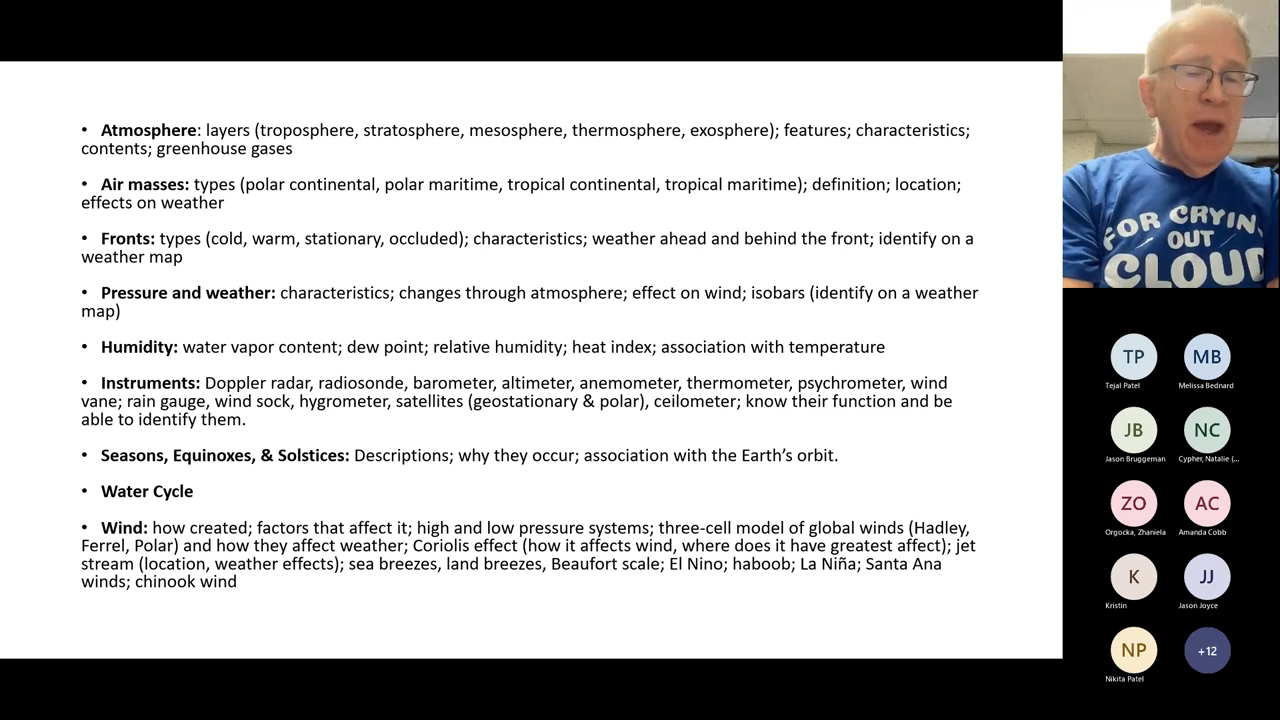 • Atmosphere: layers (troposphere, stratosphere, mesosphere, thermosphere, exosphere); features; characteristics;
contents; greenhouse gases
• Air masses: types (polar continental, polar maritime, tropical continental, tropical maritime); definition; location;
effects on weather
• Fronts: types (cold, warm, stationary, occluded); characteristics; weather ahead and behind the front; identify on a
weather map
• Pressure and weather: characteristics; changes through atmosphere; effect on wind; isobars (identify on a weather
map)
• Humidity: water vapor content; dew point; relative humidity; heat index; association with temperature
• Instruments: Doppler radar, radiosonde, barometer, altimeter, anemometer, thermometer, psychrometer, wind
vane; rain gauge, wind sock, hygrometer, satellites (geostationary & polar), ceilometer; know their function and be
able to identify them.
• Seasons, Equinoxes, & Solstices: Descriptions; why they occur; association with the Earth’s orbit.
• Water Cycle
• Wind: how created; factors that affect it; high and low pressure systems; three-cell model of global winds (Hadley,
Ferrel, Polar) and how they affect weather; Coriolis effect (how it affects wind, where does it have greatest affect); jet
stream (location, weather effects); sea breezes, land breezes, Beaufort scale; El Nino; haboob; La Niña; Santa Ana
winds; chinook wind
FOR CRYIN
OUT
CLOUD
TP MB
Tejal Patel Melissa Bednard
JB NC
Jason Bruggeman Cypher, Natalie (...
ZO AC
Orgocka, Zhaniela Amanda Cobb
K JJ
Kristin Jason Joyce
NP +12
Nikita Patel